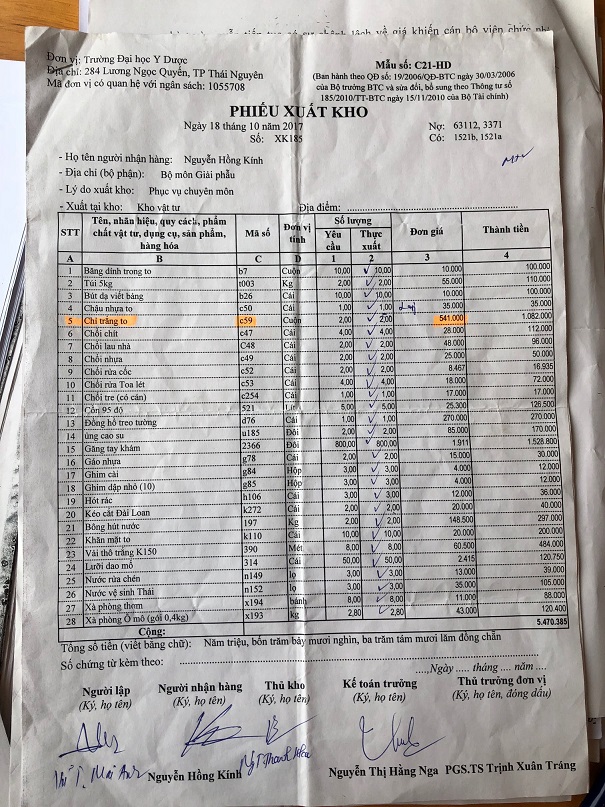 Đơn vị: Trường Đại học Y Dược
Địa chỉ: 284 Lương Ngọc Quyến, TP Thái Nguyên
Mã đơn vị có quan hệ với ngân sách: 1055708
Mẫu số: C21-HD
(Ban hành theo QĐ số: 19/2006/QĐ-BTC ngày 30/03/2006
của Bộ trưởng BTC và sửa đổi, bổ sung theo Thông tư số
185/2010/TT-BTC ngày 15/11/2010 của Bộ Tài chính)
PHIẾU XUẤT KHO
Ngày 18 tháng 10 năm 2017
Số: XK185
Nợ: 63112, 3371
Có: 1521b, 1521a
- Họ tên người nhận hàng: Nguyễn Hồng Kính
- Địa chỉ (bộ phận): Bộ môn Giải phẫu
- Lý do xuất kho: Phục vụ chuyên môn
- Xuất tại kho: Kho vật tư Địa điểm:
STT Tên, nhãn hiệu, quy cách, phẩm chất vật tư, dụng cụ, sản phẩm, hàng hóa Mã số Đơn vị tính Số lượng Đơn giá Thành tiền
Yêu cầu Thực xuất
A B C D 1 2 3 4
1 Băng dính trong to b7 Cuộn 10,00 10,00 10.000 100.000
2 Túi 5kg t003 Kg 2,00 2,00 55.000 110.000
3 Bút dạ viết bảng b26 Cái 10,00 10,00 10.000 100.000
4 Chậu nhựa to c50 Cái 1,00 1,00 35.000 35.000
5 Chỉ trắng to c59 Cuộn 2,00 2,00 541.000 1.082.000
6 Chổi chít c47 Cái 4,00 4,00 28.000 112.000
7 Chổi lau nhà C48 Cái 2,00 2,00 48.000 96.000
8 Chổi nhựa c49 Cái 2,00 2,00 25.000 50.000
9 Chổi rửa cốc c52 Cái 2,00 2,00 8.467 16.935
10 Chổi rửa Toa lét c53 Cái 4,00 4,00 18.000 72.000
11 Chổi tre (có cán) c254 Cái 1,00 1,00 17.000 17.000
12 Cồn 95 độ 521 Lít 5,00 5,00 25.300 126.500
13 Đồng hồ treo tường d76 Cái 1,00 1,00 270.000 270.000
14 ủng cao su u185 Đôi 2,00 2,00 85.000 170.000
15 Găng tay khám 2366 Đôi 800,00 800,00 1.911 1.528.800
16 Gáo nhựa g78 Cái 2,00 2,00 15.000 30.000
17 Ghim cài g84 Hộp 3,00 3,00 4.000 12.000
18 Ghim dập nhỏ (10) g85 Hộp 3,00 3,00 4.000 12.000
19 Hót rác h106 Cái 3,00 3,00 12.000 36.000
20 Kéo cắt Đài Loan k272 Cái 2,00 2,00 20.000 40.000
21 Bông hút nước 197 Kg 2,00 2,00 148.500 297.000
22 Khăn mặt to k110 Cái 10,00 10,00 20.000 200.000
23 Vải thô trắng K150 390 Mét 8,00 8,00 60.500 484.000
24 Lưỡi dao mổ 314 Cái 50,00 50,00 2.415 120.750
25 Nước rửa chén n149 lọ 3,00 3,00 13.000 39.000
26 Nước vệ sinh Thái n152 lọ 3,00 3,00 35.000 105.000
27 Xà phòng thơm x194 bánh 8,00 8,00 11.000 88.000
28 Xà phòng Ô mô (gói 0,4kg) x193 kg 2,80 2,80 43.000 120.400
Cộng: 5.470.385
Tổng số tiền (viết bằng chữ): Năm triệu, bốn trăm bảy mươi nghìn, ba trăm tám mươi lăm đồng chẵn
Số chứng từ kèm theo:
,Ngày ..... tháng .... năm ....
Người lập Người nhận hàng Thủ kho Kế toán trưởng Thủ trưởng đơn vị
(Ký, họ tên) (Ký, họ tên) (Ký, họ tên) (Ký, họ tên) (Ký, họ tên, đóng dấu)
Nguyễn Hồng Kính Nguyễn Thị Hằng Nga PGS.TS Trịnh Xuân Tráng